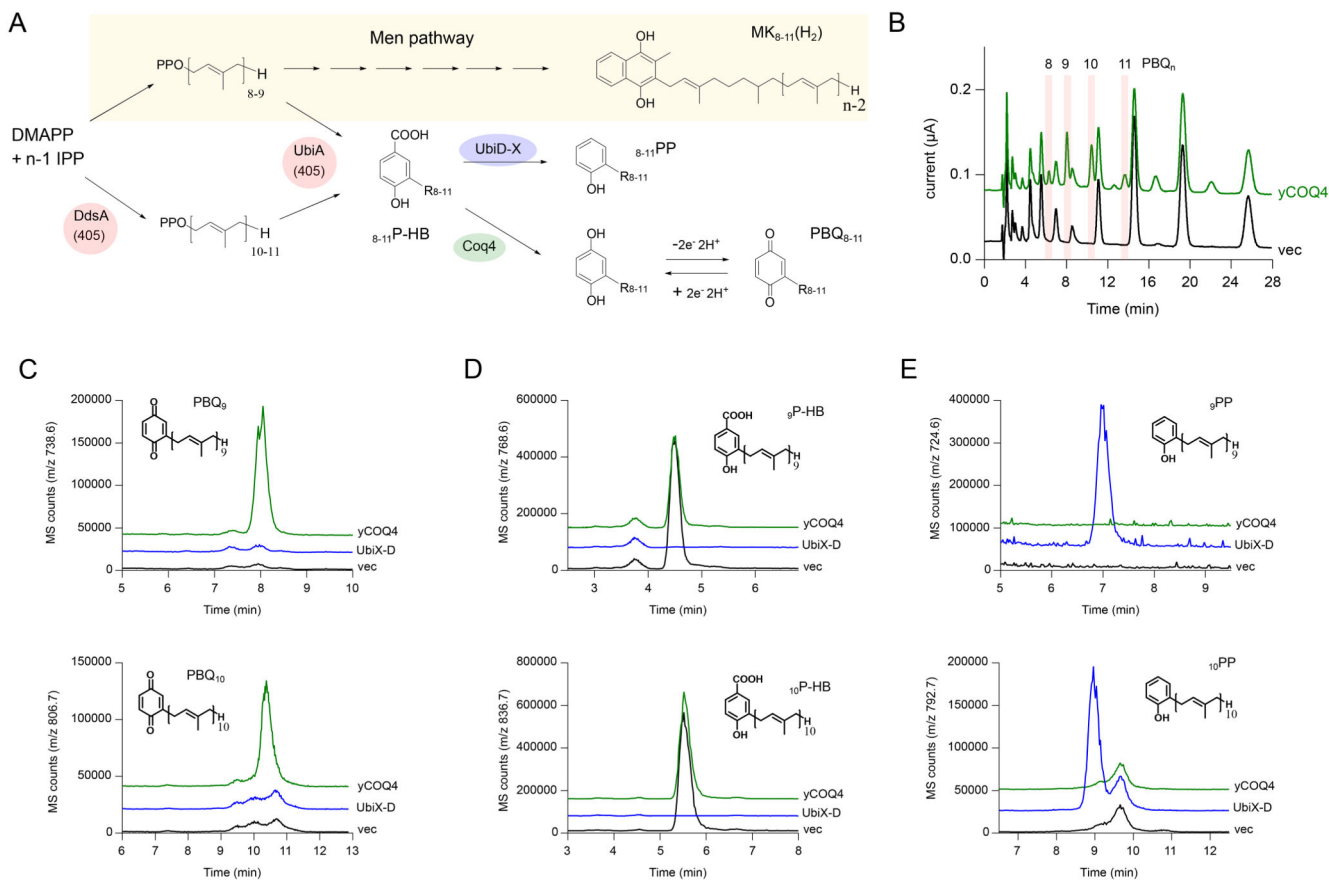 A
Men pathway
MK8-11(H2)
OH
OH
n-2
PPO
H
8-9
DMAPP
+ n-1 IPP
UbiA
(405)
DdsA
(405)
PPO
H
10-11
COOH
R8-11
OH
8-11P-HB
UbiD-X
Coq4
R8-11
OH
8-11PP
OH
R8-11
OH
–2e- 2H+
+ 2e- 2H+
PBQ8-11
O
R8-11
O
B
8 9 10 11 PBQn
current (µA)
0.2
0.1
0.0
yCOQ4
vec
0 4 8 12 16 20 24 28
Time (min)
C
MS counts (m/z 738.6)
200000
150000
100000
50000
0
PBQ9
O
O
H
9
yCOQ4
UbiX-D
vec
5 6 7 8 9 10
Time (min)
MS counts (m/z 806.7)
150000
100000
50000
0
PBQ10
O
O
H
10
yCOQ4
UbiX-D
vec
6 7 8 9 10 11 12 13
Time (min)
D
MS counts (m/z 768.6)
600000
400000
200000
0
9P-HB
COOH
OH
H
9
yCOQ4
UbiX-D
vec
3 4 5 6
Time (min)
MS counts (m/z 836.7)
800000
600000
400000
200000
0
10P-HB
COOH
OH
H
10
yCOQ4
UbiX-D
vec
3 4 5 6 7 8
Time (min)
E
MS counts (m/z 724.6)
400000
300000
200000
100000
0
9PP
OH
H
9
yCOQ4
UbiX-D
vec
5 6 7 8 9
Time (min)
MS counts (m/z 792.7)
200000
150000
100000
50000
0
10PP
OH
H
10
yCOQ4
UbiX-D
vec
7 8 9 10 11 12
Time (min)